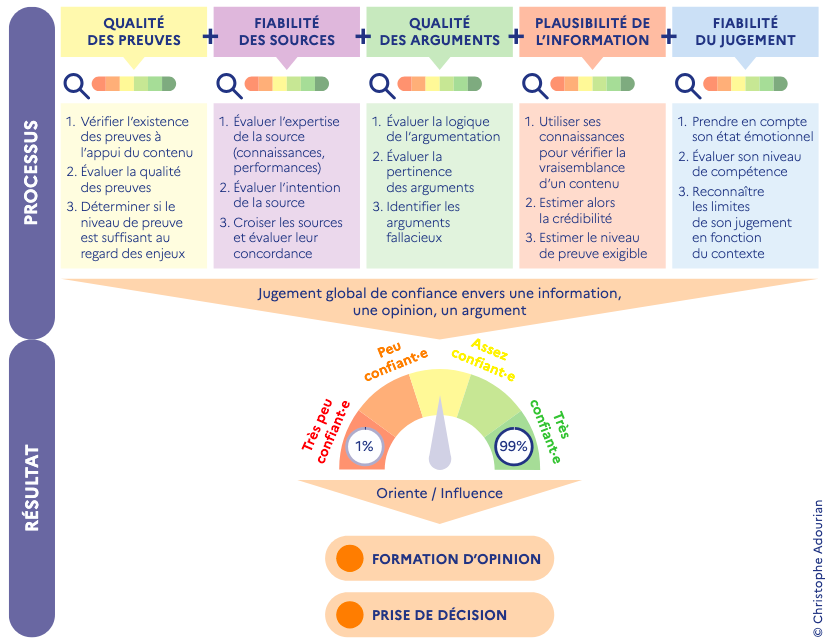 PROCESSUS
QUALITÉ
DES PREUVES
+
FIABILITÉ
DES SOURCES
+
QUALITÉ
DES ARGUMENTS
+
PLAUSIBILITÉ DE
L’INFORMATION
+
FIABILITÉ
DU JUGEMENT
1. Vérifier l’existence
des preuves à
l’appui du contenu
2. Évaluer la qualité
des preuves
3. Déterminer si le
niveau de preuve
est suffisant au
regard des enjeux
1. Évaluer l’expertise
de la source
(connaissances,
performances)
2. Évaluer l’intention
de la source
3. Croiser les sources
et évaluer leur
concordance
1. Évaluer la logique
de l’argumentation
2. Évaluer la
pertinence
des arguments
3. Identifier les
arguments
fallacieux
1. Utiliser ses
connaissances
pour vérifier la
vraisemblance
d’un contenu
2. Estimer alors
la crédibilité
3. Estimer le niveau
de preuve exigible
1. Prendre en compte
son état émotionnel
2. Évaluer son niveau
de compétence
3. Reconnaître
les limites
de son jugement
en fonction
du contexte
Jugement global de confiance envers une information,
une opinion, un argument
RÉSULTAT
Très peu
confiant·e
Peu
confiant·e
Assez
confiant·e
Très
confiant·e
1%
99%
Oriente / Influence
FORMATION D’OPINION
PRISE DE DÉCISION
© Christophe Adourian